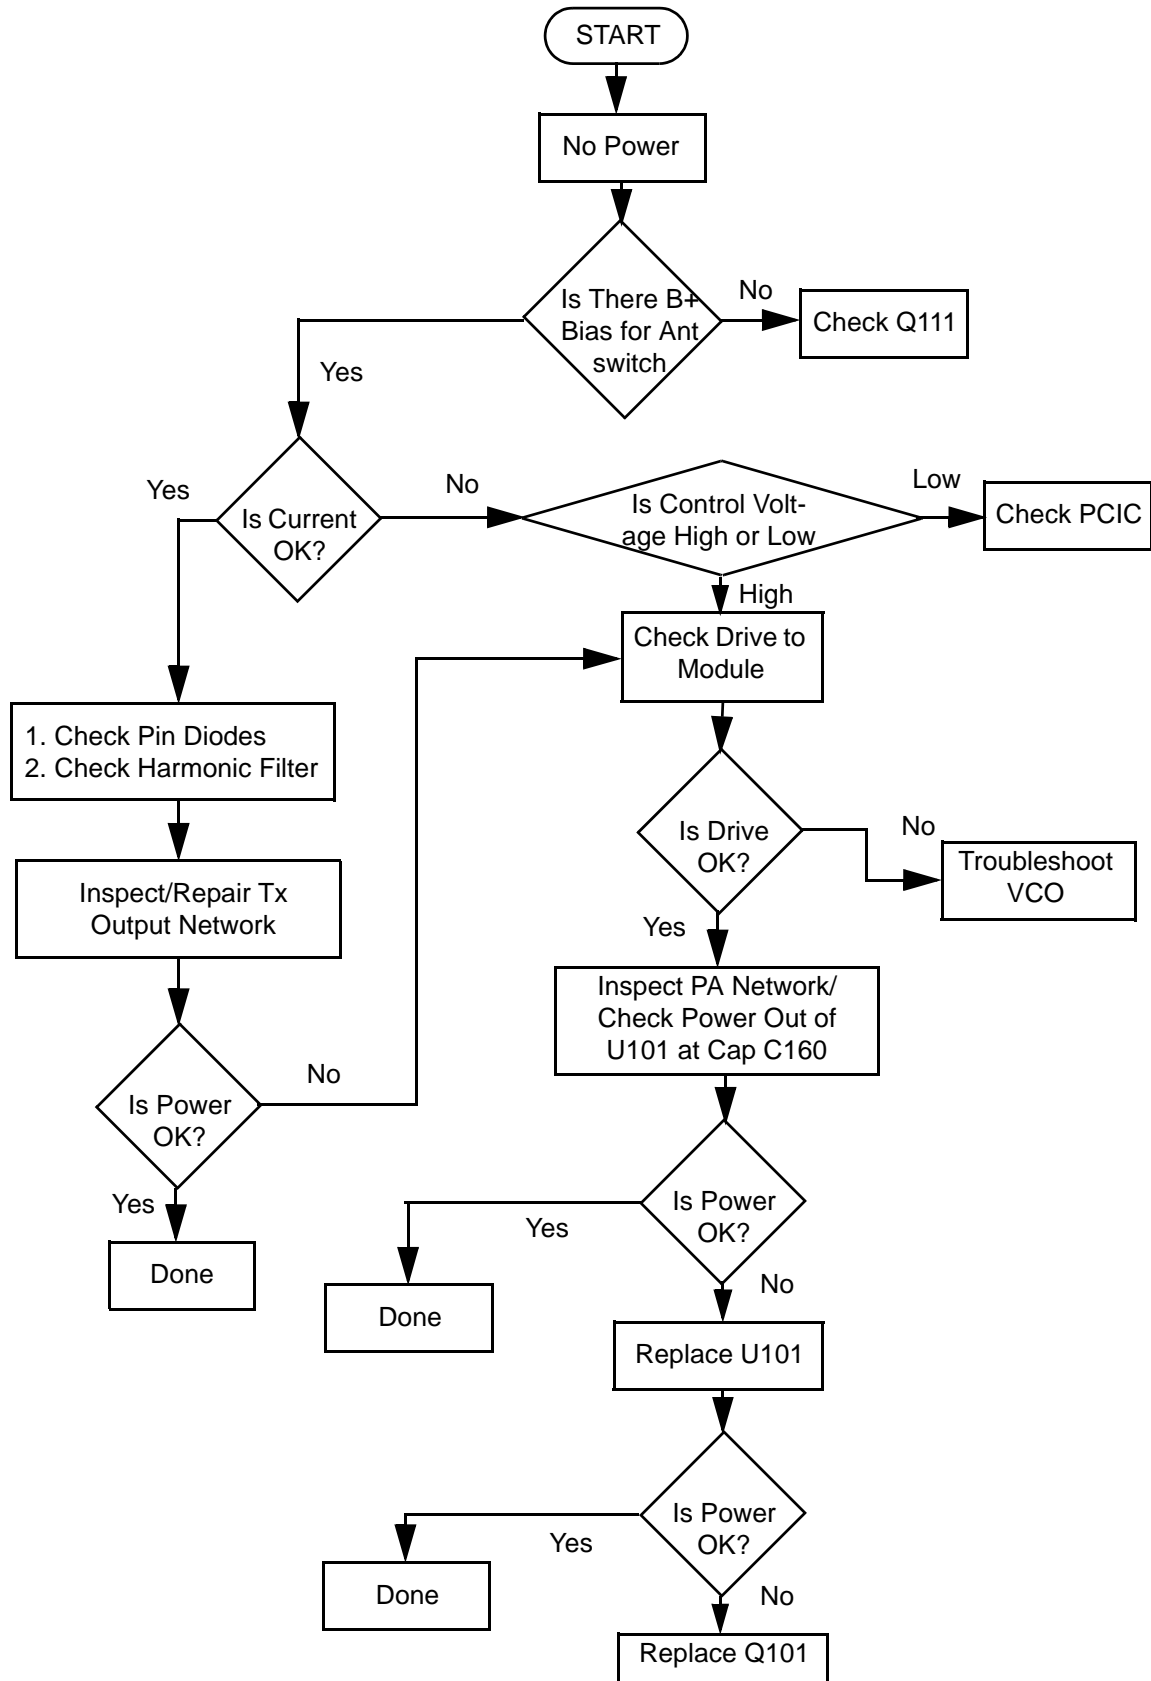 START
No Power
Is There B+
Bias for Ant
switch
No
Check Q111
Yes
Is Current
OK?
Yes
No
Is Control Volt-
age High or Low
Low
Check PCIC
High
Check Drive to
Module
1. Check Pin Diodes
2. Check Harmonic Filter
Is Drive
OK?
No
Troubleshoot
VCO
Inspect/Repair Tx
Output Network
Yes
Inspect PA Network/
Check Power Out of
U101 at Cap C160
Is Power
OK?
No
Yes
Done
Is Power
OK?
Yes
Done
No
Replace U101
Is Power
OK?
Yes
Done
No
Replace Q101